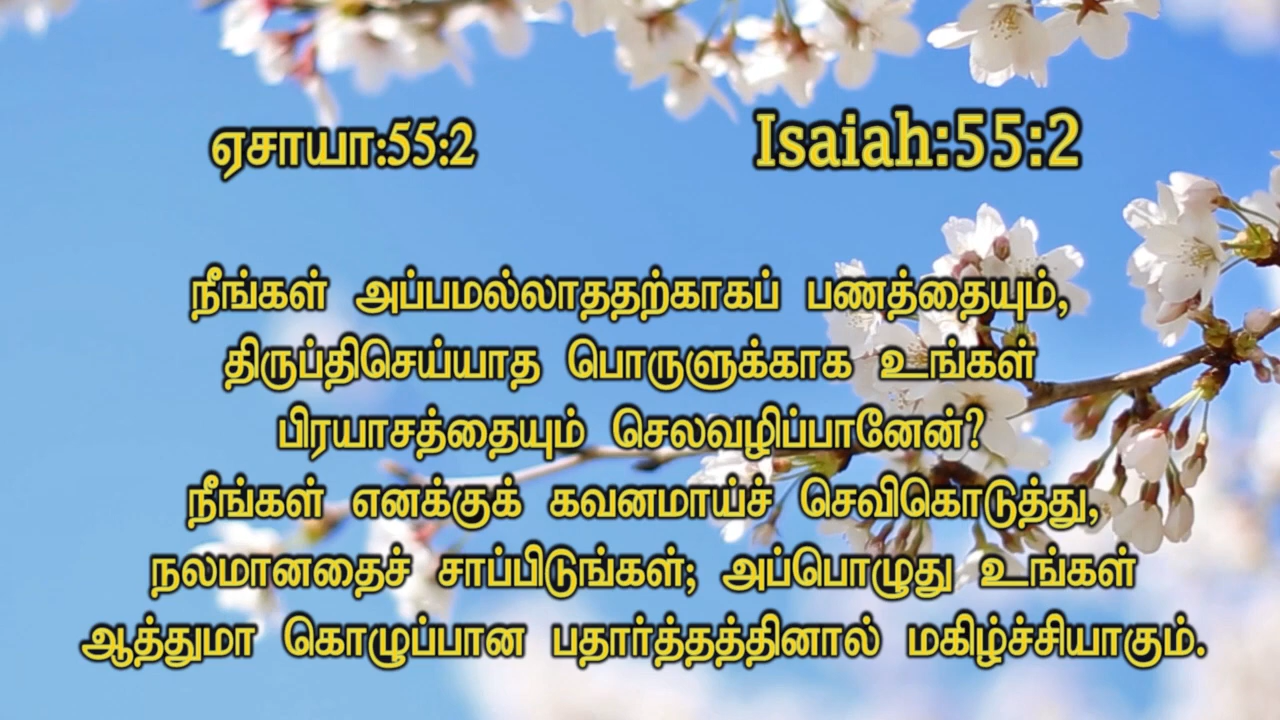 ஏசாயா:55:2
Isaiah:55:2
நீங்கள் அப்பமல்லாததற்காகப் பணத்தையும்,
திருப்திசெய்யாத பொருளுக்காக உங்கள்
பிரயாசத்தையும் செலவழிப்பானேன்?
நீங்கள் எனக்குக் கவனமாய்ச் செவிகொடுத்து,
நலமானதைச் சாப்பிடுங்கள்; அப்பொழுது உங்கள்
ஆத்துமா கொழுப்பான பதார்த்தத்தினால் மகிழ்ச்சியாகும்.